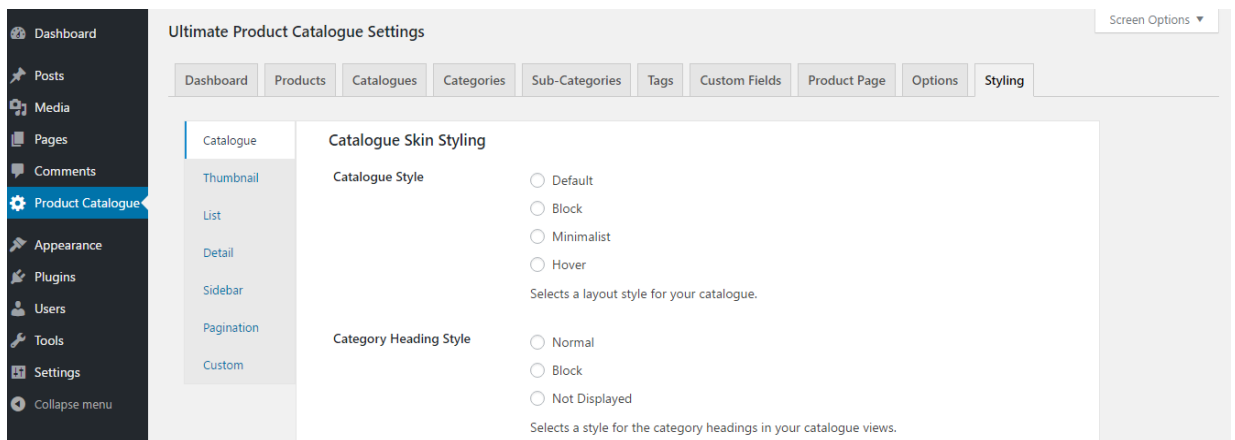 Screen Options ▼
Dashboard
Posts
Media
Pages
Comments
Product Catalogue
Appearance
Plugins
Users
Tools
Settings
Collapse menu
Ultimate Product Catalogue Settings
Dashboard Products Catalogues Categories Sub-Categories Tags Custom Fields Product Page Options Styling
Catalogue
Thumbnail
List
Detail
Sidebar
Pagination
Custom
Catalogue Skin Styling
Catalogue Style
Default
Block
Minimalist
Hover
Selects a layout style for your catalogue.
Category Heading Style
Normal
Block
Not Displayed
Selects a style for the category headings in your catalogue views.